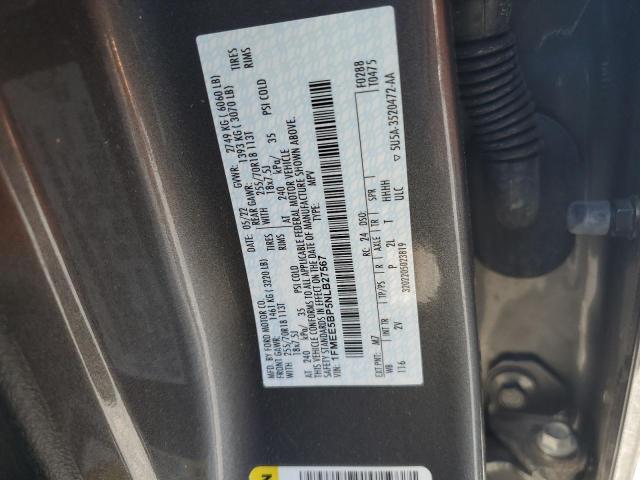 MFD. BY FORD MOTOR CO.
DATE: 05/22
GVWR: 2749 KG ( 6060 LB)
FRONT GAWR: 1461 KG ( 3220 LB)
REAR GAWR: 1393 KG ( 3070 LB)
WITH 255/70R18 113T TIRES
WITH 255/70R18 113T TIRES
18x7.5J RIMS
18x7.5J RIMS
AT 240 kPa/ 35 PSI COLD
AT 240 kPa/ 35 PSI COLD
THIS VEHICLE CONFORMS TO ALL APPLICABLE FEDERAL MOTOR VEHICLE
SAFETY STANDARDS IN EFFECT ON THE DATE OF MANUFACTURE SHOWN ABOVE.
VIN: 1FMEE5BP5NLB27567
TYPE: MPV
F0288
T0475
EXT PNT: M7
RC: 24
DSO:
WB
INT TR
TP/PS
R
AXLE
TR
SPR
116
2V
P
2L
T
HHHH
3202205023819
ULC
5U5A-3520472-AA
N